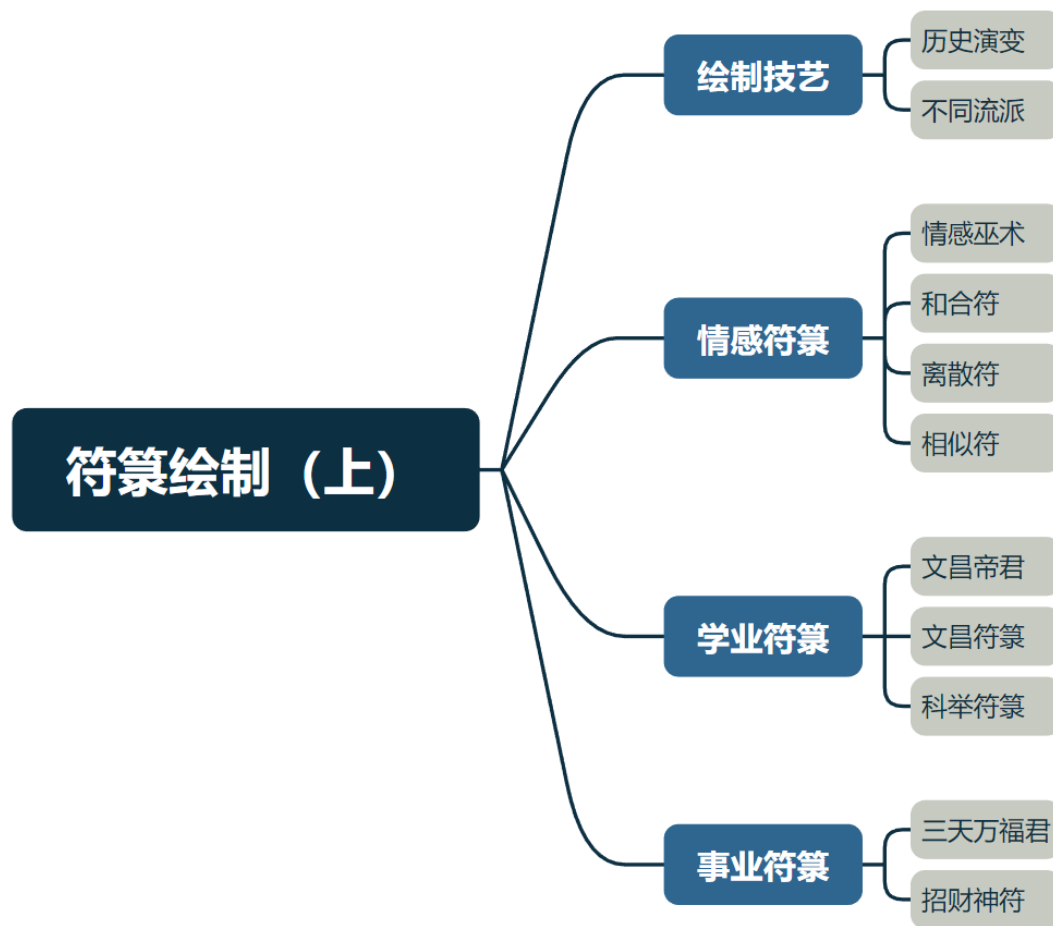 符箓绘制（上）
绘制技艺
历史演变
不同流派
情感符箓
情感巫术
和合符
离散符
相似符
学业符箓
文昌帝君
文昌符箓
科举符箓
事业符箓
三天万福君
招财神符